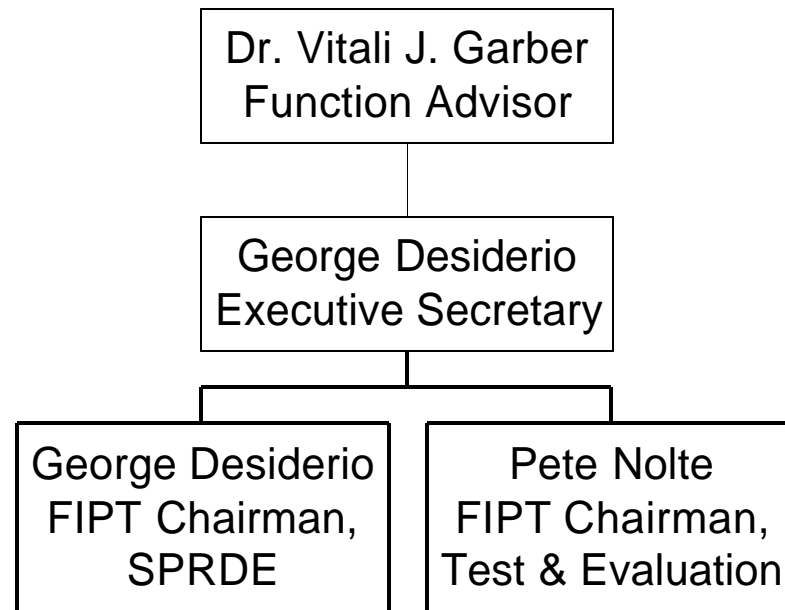 Dr. Vitali J. Garber
Function Advisor
George Desiderio
Executive Secretary
George Desiderio
FIPT Chairman,
SPRDE
Pete Nolte
FIPT Chairman,
Test & Evaluation